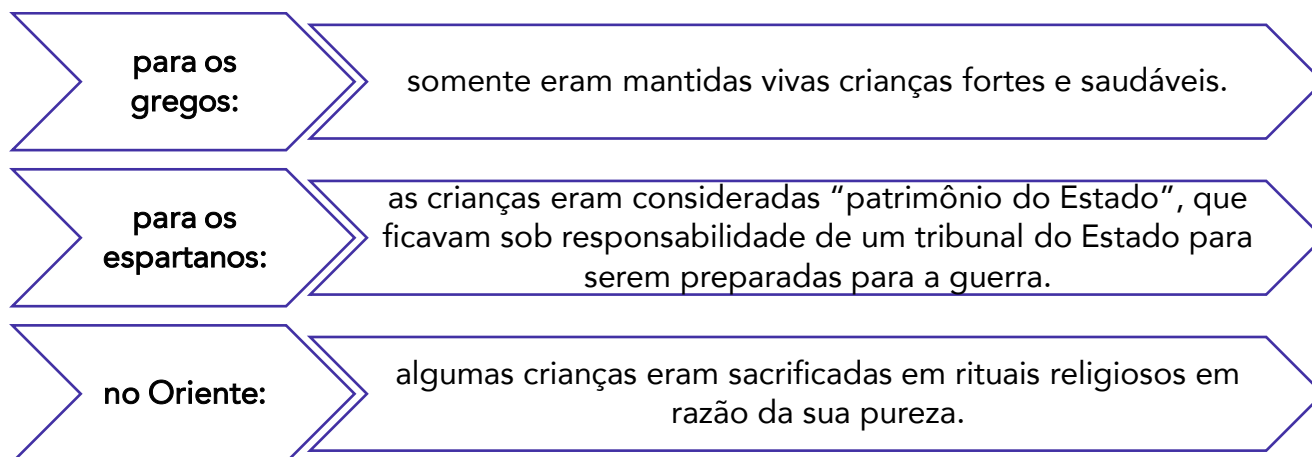 para os
gregos:
somente eram mantidas vivas crianças fortes e saudáveis.
para os
espartanos:
as crianças eram consideradas “patrimônio do Estado”, que
ficavam sob responsabilidade de um tribunal do Estado para
serem preparadas para a guerra.
no Oriente:
algumas crianças eram sacrificadas em rituais religiosos em
razão da sua pureza.